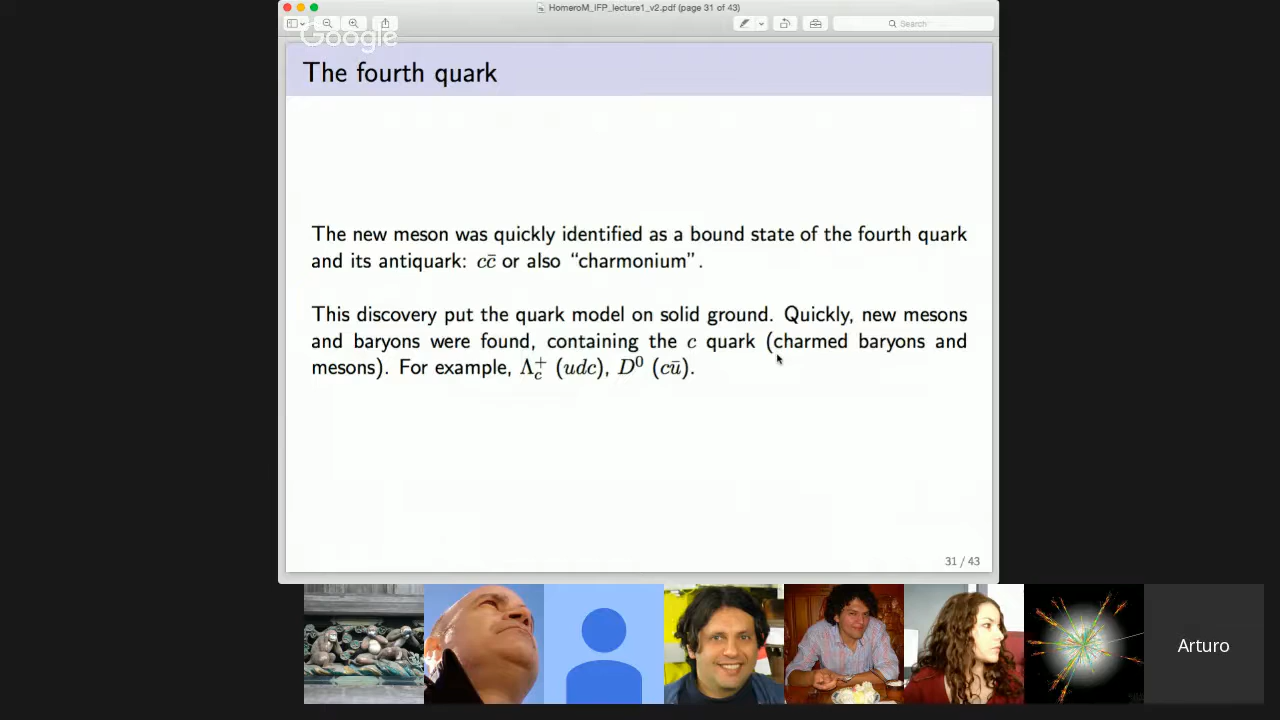 HomeroM_IFP_lecture1_v2.pdf (page 31 of 43)
Search
Google
The fourth quark
The new meson was quickly identified as a bound state of the fourth quark
and its antiquark: cc̄ or also “charmonium”.
This discovery put the quark model on solid ground. Quickly, new mesons
and baryons were found, containing the c quark (charmed baryons and
mesons). For example, Λc⁺ (udc), D⁰ (cū).
31 / 43
Arturo